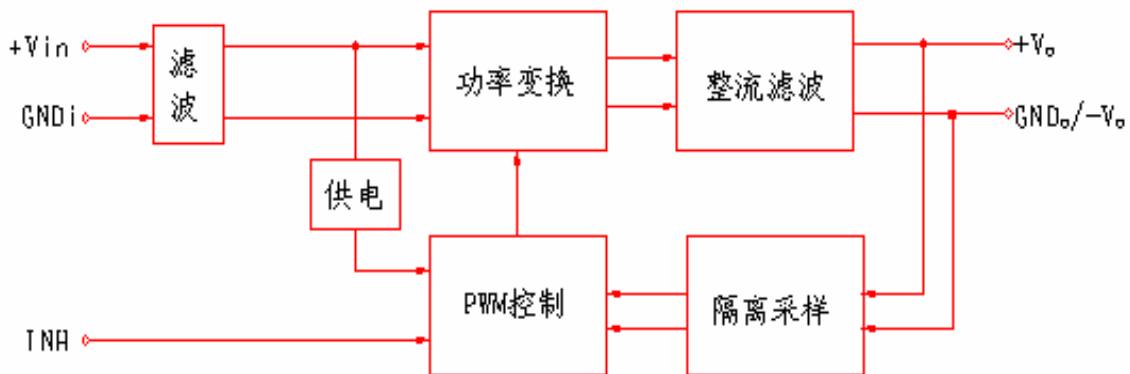 +Vin
滤波
功率变换
整流滤波
+Vo
GNDi
GNDo/-Vo
供电
PWM控制
隔离采样
INH